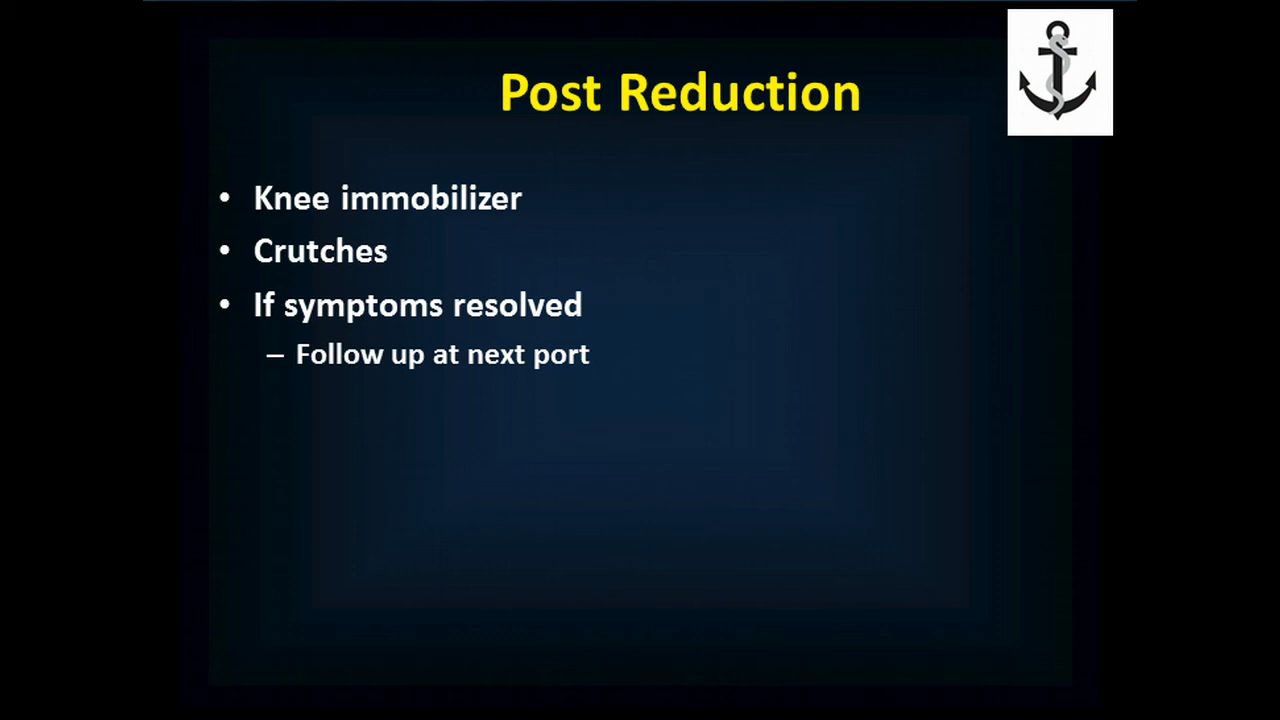 Post Reduction
• Knee immobilizer
• Crutches
• If symptoms resolved
– Follow up at next port